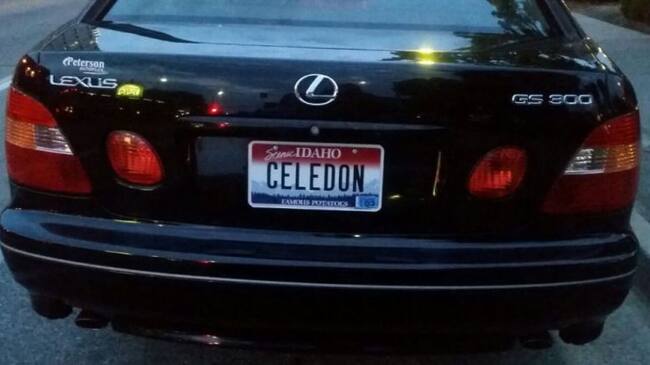 Peterson
LEXUS
GS 300
Scenic IDAHO
CELEDON
FAMOUS POTATOES